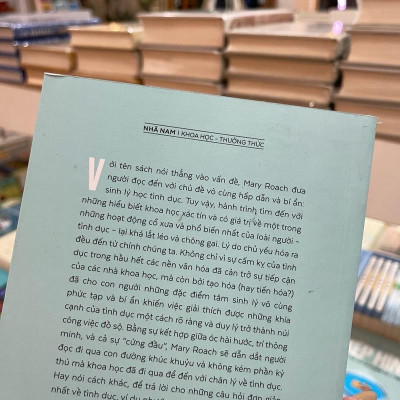 NHÃ NAM | KHOA HỌC - THƯỜNG THỨC
Với tên sách nói thẳng vào vấn đề, Mary Roach đưa
người đọc đến với chủ đề vô cùng hấp dẫn và bí ẩn:
sinh lý học tình dục. Tuy vậy, hành trình tìm đến với
những hiểu biết khoa học xác tín và có giá trị về một trong
những hoạt động cổ xưa và phổ biến nhất của loài người –
tình dục – lại khá lắt léo và chông gai. Lý do chủ yếu hóa ra
đều đến từ chính chúng ta. Không chỉ vì sự cấm kỵ của tình
dục trong hầu hết các nền văn hóa đã cản trở sự tiếp cận
của các nhà khoa học, mà còn bởi tạo hóa (hay tiến hóa?)
đã cho con người những đặc điểm tâm sinh lý vô cùng
phức tạp và bí ẩn khiến việc giải thích được những khía
cạnh của tình dục một cách rõ ràng và duy lý trở thành núi
công việc đồ sộ. Bằng sự kết hợp giữa óc hài hước, trí thông
minh, và cả sự "cứng đầu", Mary Roach sẽ dẫn dắt người
đọc đi qua con đường khúc khuỷu và không kém phần kỳ
thú mà khoa học đã đi qua để đến với chân lý về tình dục.
Hay nói cách khác, để trả lời cho những câu hỏi đơn giản
nhất về tình dục, ví dụ như